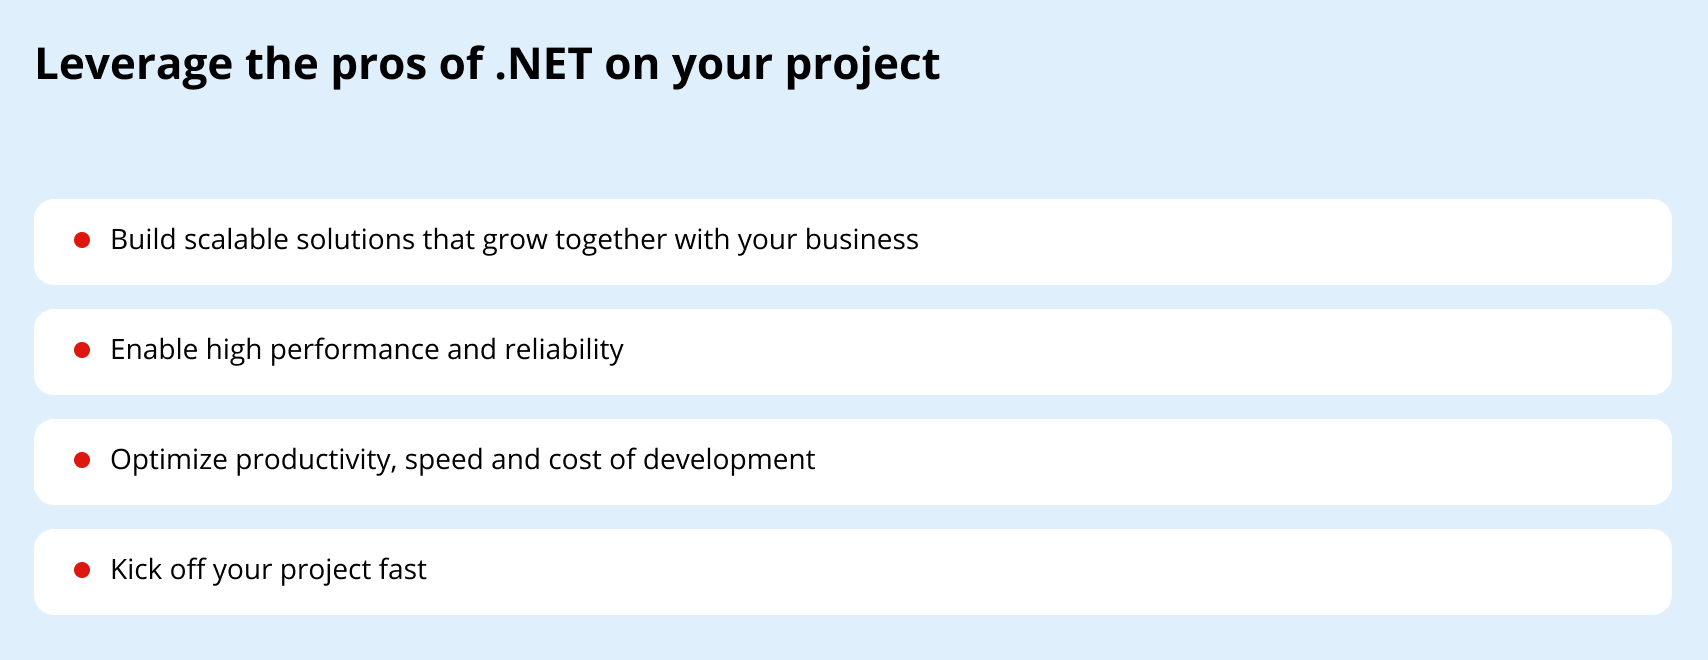 Leverage the pros of .NET on your project
Build scalable solutions that grow together with your business
Enable high performance and reliability
Optimize productivity, speed and cost of development
Kick off your project fast